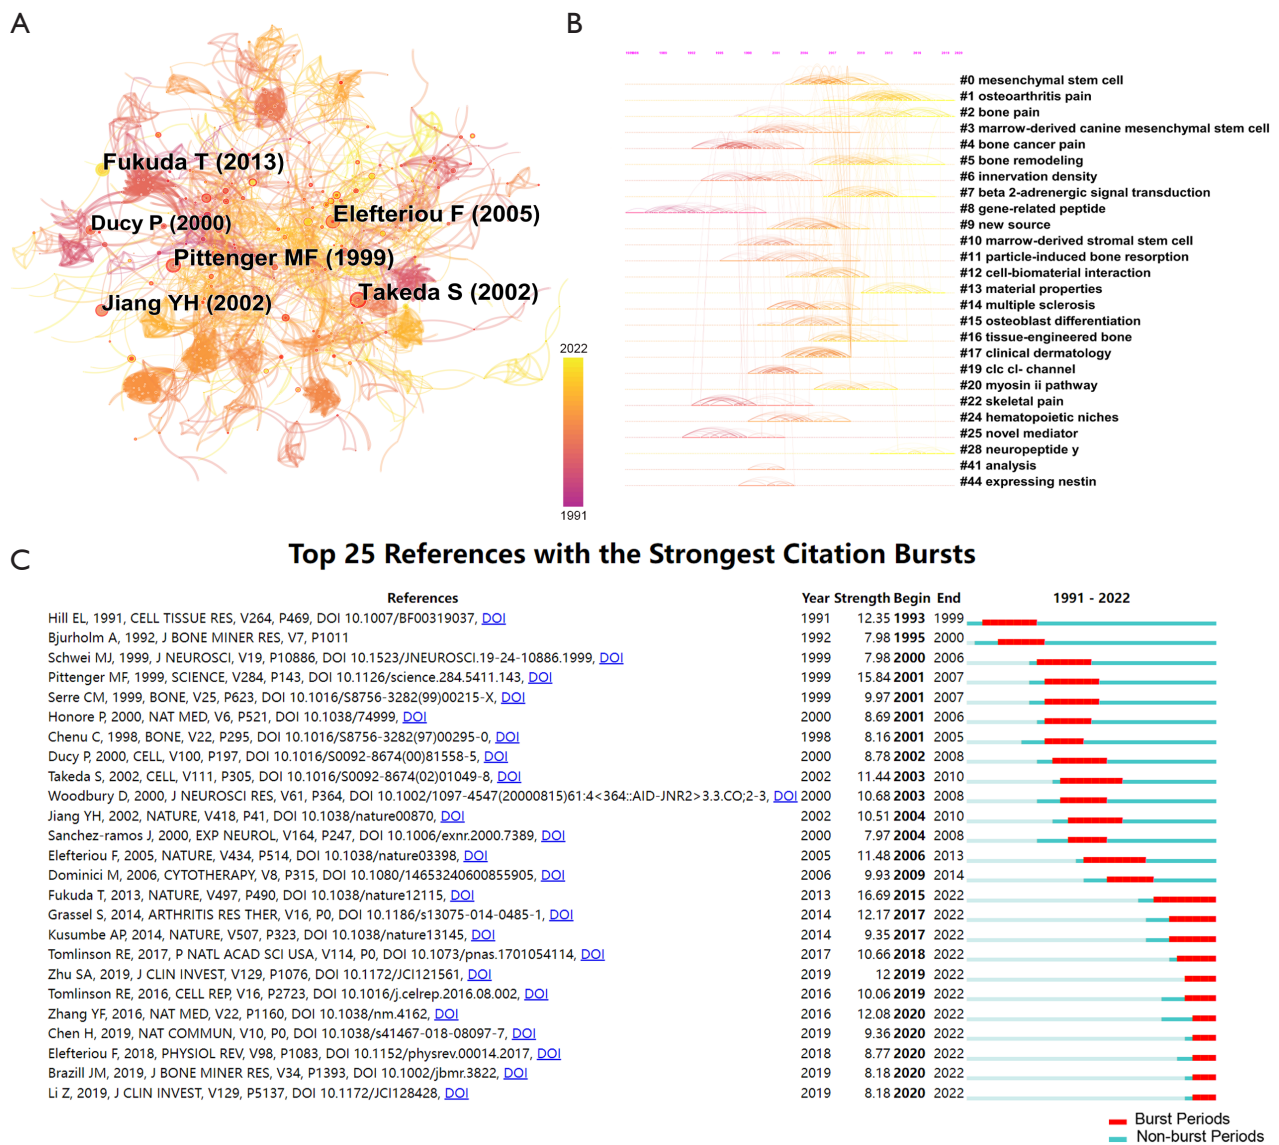 A
Fukuda T (2013)
Ducy P (2000)
Elefteriou F (2005)
Pittenger MF (1999)
Jiang YH (2002)
Takeda S (2002)
2022
1991
B
#0 mesenchymal stem cell
#1 osteoarthritis pain
#2 bone pain
#3 marrow-derived canine mesenchymal stem cell
#4 bone cancer pain
#5 bone remodeling
#6 innervation density
#7 beta 2-adrenergic signal transduction
#8 gene-related peptide
#9 new source
#10 marrow-derived stromal stem cell
#11 particle-induced bone resorption
#12 cell-biomaterial interaction
#13 material properties
#14 multiple sclerosis
#15 osteoblast differentiation
#16 tissue-engineered bone
#17 clinical dermatology
#19 clc cl- channel
#20 myosin ii pathway
#22 skeletal pain
#24 hematopoietic niches
#25 novel mediator
#28 neuropeptide y
#41 analysis
#44 expressing nestin
C
Top 25 References with the Strongest Citation Bursts
References Year Strength Begin End 1991 - 2022
Hill EL, 1991, CELL TISSUE RES, V264, P469, DOI 10.1007/BF00319037, DOI 1991 12.35 1993 1999
Bjurholm A, 1992, J BONE MINER RES, V7, P1011 1992 7.98 1995 2000
Schwei MJ, 1999, J NEUROSCI, V19, P10886, DOI 10.1523/JNEUROSCI.19-24-10886.1999, DOI 1999 7.98 2000 2006
Pittenger MF, 1999, SCIENCE, V284, P143, DOI 10.1126/science.284.5411.143, DOI 1999 15.84 2001 2007
Serre CM, 1999, BONE, V25, P623, DOI 10.1016/S8756-3282(99)00215-X, DOI 1999 9.97 2001 2007
Honore P, 2000, NAT MED, V6, P521, DOI 10.1038/74999, DOI 2000 8.69 2001 2006
Chenu C, 1998, BONE, V22, P295, DOI 10.1016/S8756-3282(97)00295-0, DOI 1998 8.16 2001 2005
Ducy P, 2000, CELL, V100, P197, DOI 10.1016/S0092-8674(00)81558-5, DOI 2000 8.78 2002 2008
Takeda S, 2002, CELL, V111, P305, DOI 10.1016/S0092-8674(02)01049-8, DOI 2002 11.44 2003 2010
Woodbury D, 2000, J NEUROSCI RES, V61, P364, DOI 10.1002/1097-4547(20000815)61:4<364::AID-JNR2>3.3.CO;2-3, DOI 2000 10.68 2003 2008
Jiang YH, 2002, NATURE, V418, P41, DOI 10.1038/nature00870, DOI 2002 10.51 2004 2010
Sanchez-ramos J, 2000, EXP NEUROL, V164, P247, DOI 10.1006/exnr.2000.7389, DOI 2000 7.97 2004 2008
Elefteriou F, 2005, NATURE, V434, P514, DOI 10.1038/nature03398, DOI 2005 11.48 2006 2013
Dominici M, 2006, CYTOTHERAPY, V8, P315, DOI 10.1080/14653240600855905, DOI 2006 9.93 2009 2014
Fukuda T, 2013, NATURE, V497, P490, DOI 10.1038/nature12115, DOI 2013 16.69 2015 2022
Grassel S, 2014, ARTHRITIS RES THER, V16, P0, DOI 10.1186/s13075-014-0485-1, DOI 2014 12.17 2017 2022
Kusumbe AP, 2014, NATURE, V507, P323, DOI 10.1038/nature13145, DOI 2014 9.35 2017 2022
Tomlinson RE, 2017, P NATL ACAD SCI USA, V114, P0, DOI 10.1073/pnas.1701054114, DOI 2017 10.66 2018 2022
Zhu SA, 2019, J CLIN INVEST, V129, P1076, DOI 10.1172/JCI121561, DOI 2019 12 2019 2022
Tomlinson RE, 2016, CELL REP, V16, P2723, DOI 10.1016/j.celrep.2016.08.002, DOI 2016 10.06 2019 2022
Zhang YF, 2016, NAT MED, V22, P1160, DOI 10.1038/nm.4162, DOI 2016 12.08 2020 2022
Chen H, 2019, NAT COMMUN, V10, P0, DOI 10.1038/s41467-018-08097-7, DOI 2019 9.36 2020 2022
Elefteriou F, 2018, PHYSIOL REV, V98, P1083, DOI 10.1152/physrev.00014.2017, DOI 2018 8.77 2020 2022
Brazill JM, 2019, J BONE MINER RES, V34, P1393, DOI 10.1002/jbmr.3822, DOI 2019 8.18 2020 2022
Li Z, 2019, J CLIN INVEST, V129, P5137, DOI 10.1172/JCI128428, DOI 2019 8.18 2020 2022
Burst Periods
Non-burst Periods